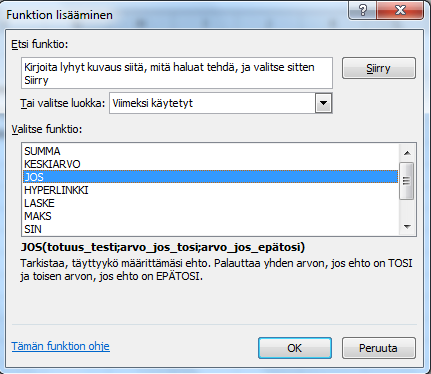 Funktion lisääminen
Etsi funktio:
Kirjoita lyhyt kuvaus siitä, mitä haluat tehdä, ja valitse sitten
Siirry
Siirry
Tai valitse luokka: Viimeksi käytetyt
Valitse funktio:
SUMMA
KESKIARVO
JOS
HYPERLINKKI
LASKE
MAKS
SIN
JOS(totuus_testi;arvo_jos_tosi;arvo_jos_epätosi)
Tarkistaa, täyttyykö määrittämäsi ehto. Palauttaa yhden arvon, jos ehto on TOSI
ja toisen arvon, jos ehto on EPÄTOSI.
Tämän funktion ohje
OK
Peruuta